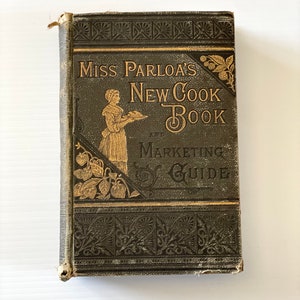 MISS PARLOA'S
NEW COOK
BOOK
AND
MARKETING
GUIDE